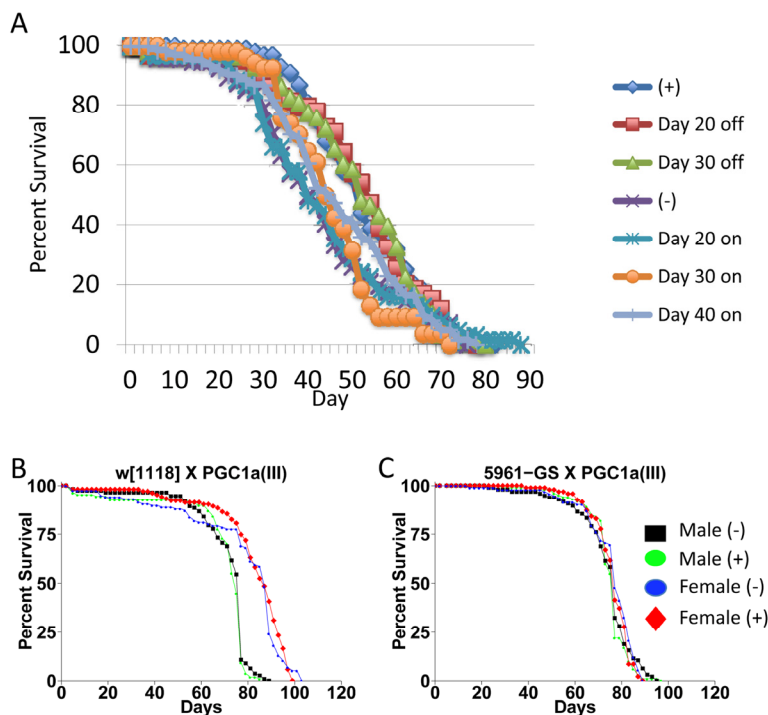 A
100
80
60
40
20
0
Percent Survival
0 10 20 30 40 50 60 70 80 90
Day
(+)
Day 20 off
Day 30 off
(-)
Day 20 on
Day 30 on
Day 40 on
B
w[1118] X PGC1a(III)
100
75
50
25
0
Percent Survival
0 20 40 60 80 100 120
Days
C
5961-GS X PGC1a(III)
100
75
50
25
0
Percent Survival
0 20 40 60 80 100 120
Days
Male (-)
Male (+)
Female (-)
Female (+)